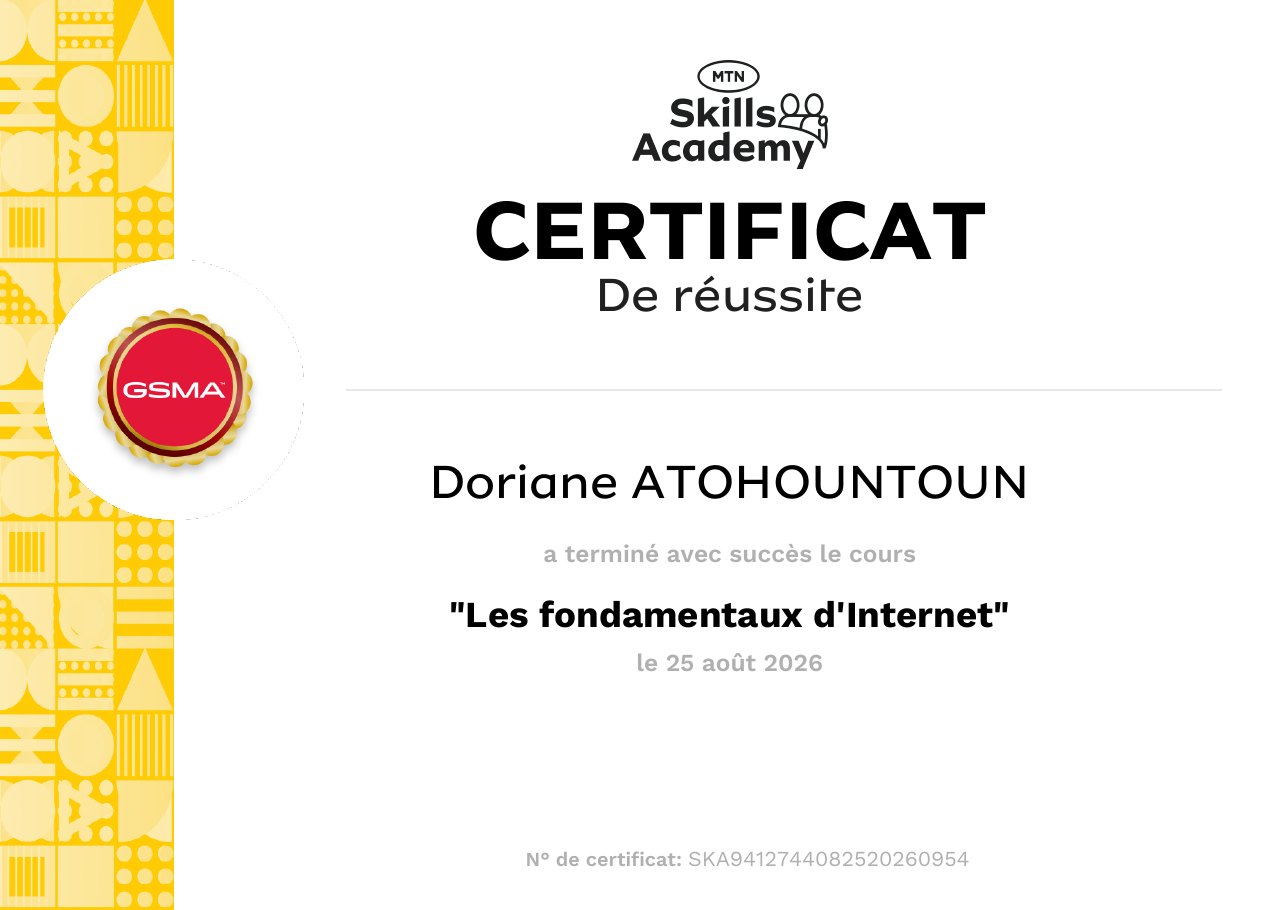 MTN
Skills
Academy
CERTIFICAT
De réussite
GSMA™
Doriane ATOHOUNTOUN
a terminé avec succès le cours
"Les fondamentaux d'Internet"
le 25 août 2026
N° de certificat: SKA9412744082520260954